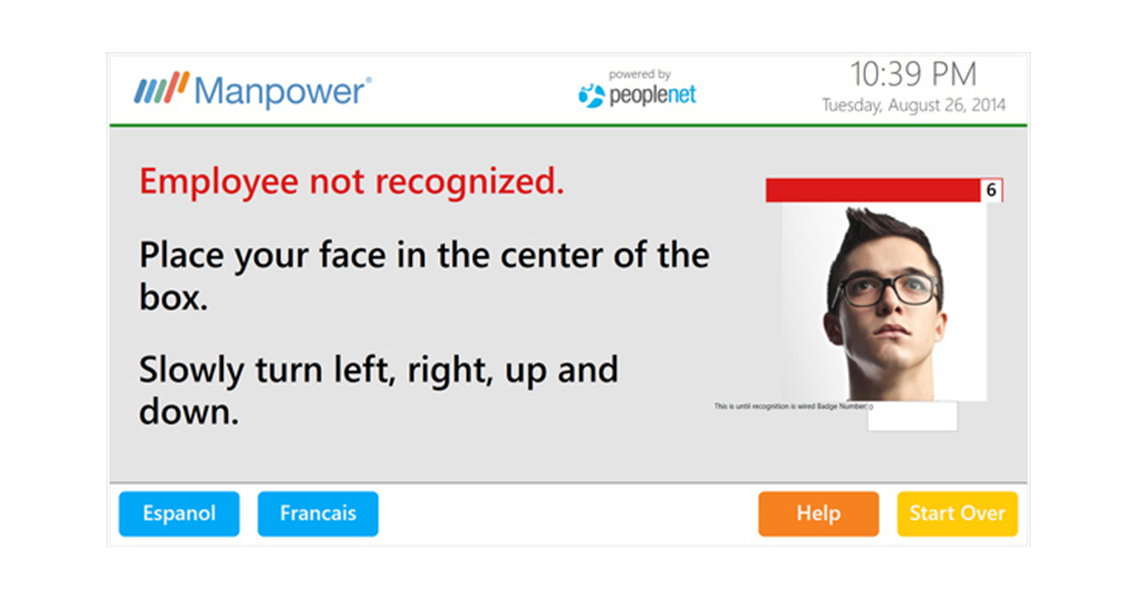 Manpower®
powered by
peoplenet
10:39 PM
Tuesday, August 26, 2014
Employee not recognized.
6
Place your face in the center of the
box.
Slowly turn left, right, up and
down.
This is until recognition is wired Badge Number: 0
Espanol
Francais
Help
Start Over